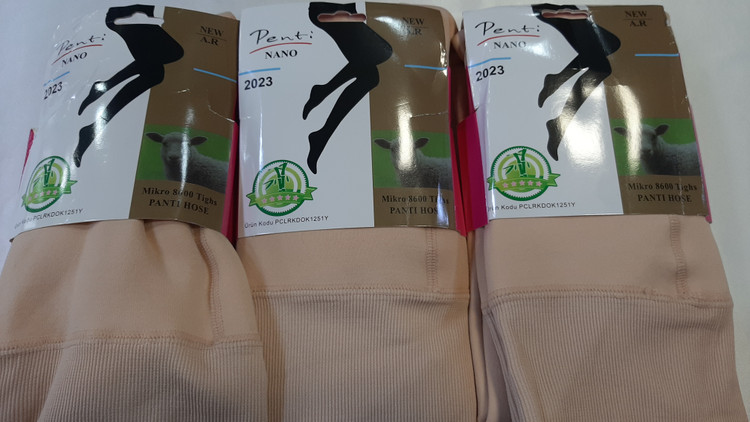 Penti
NANO
2023
NEW
A.R
Mikro 8600 Tighs
PANTI HOSE
Ürün Kodu PCLRKDOK1251Y
Penti
NANO
2023
NEW
A.R
Mikro 8600 Tighs
PANTI HOSE
Ürün Kodu PCLRKDOK1251Y
Penti
NANO
2023
NEW
A.R
Mikro 8600 Tighs
PANTI HOSE
Ürün Kodu PCLRKDOK1251Y